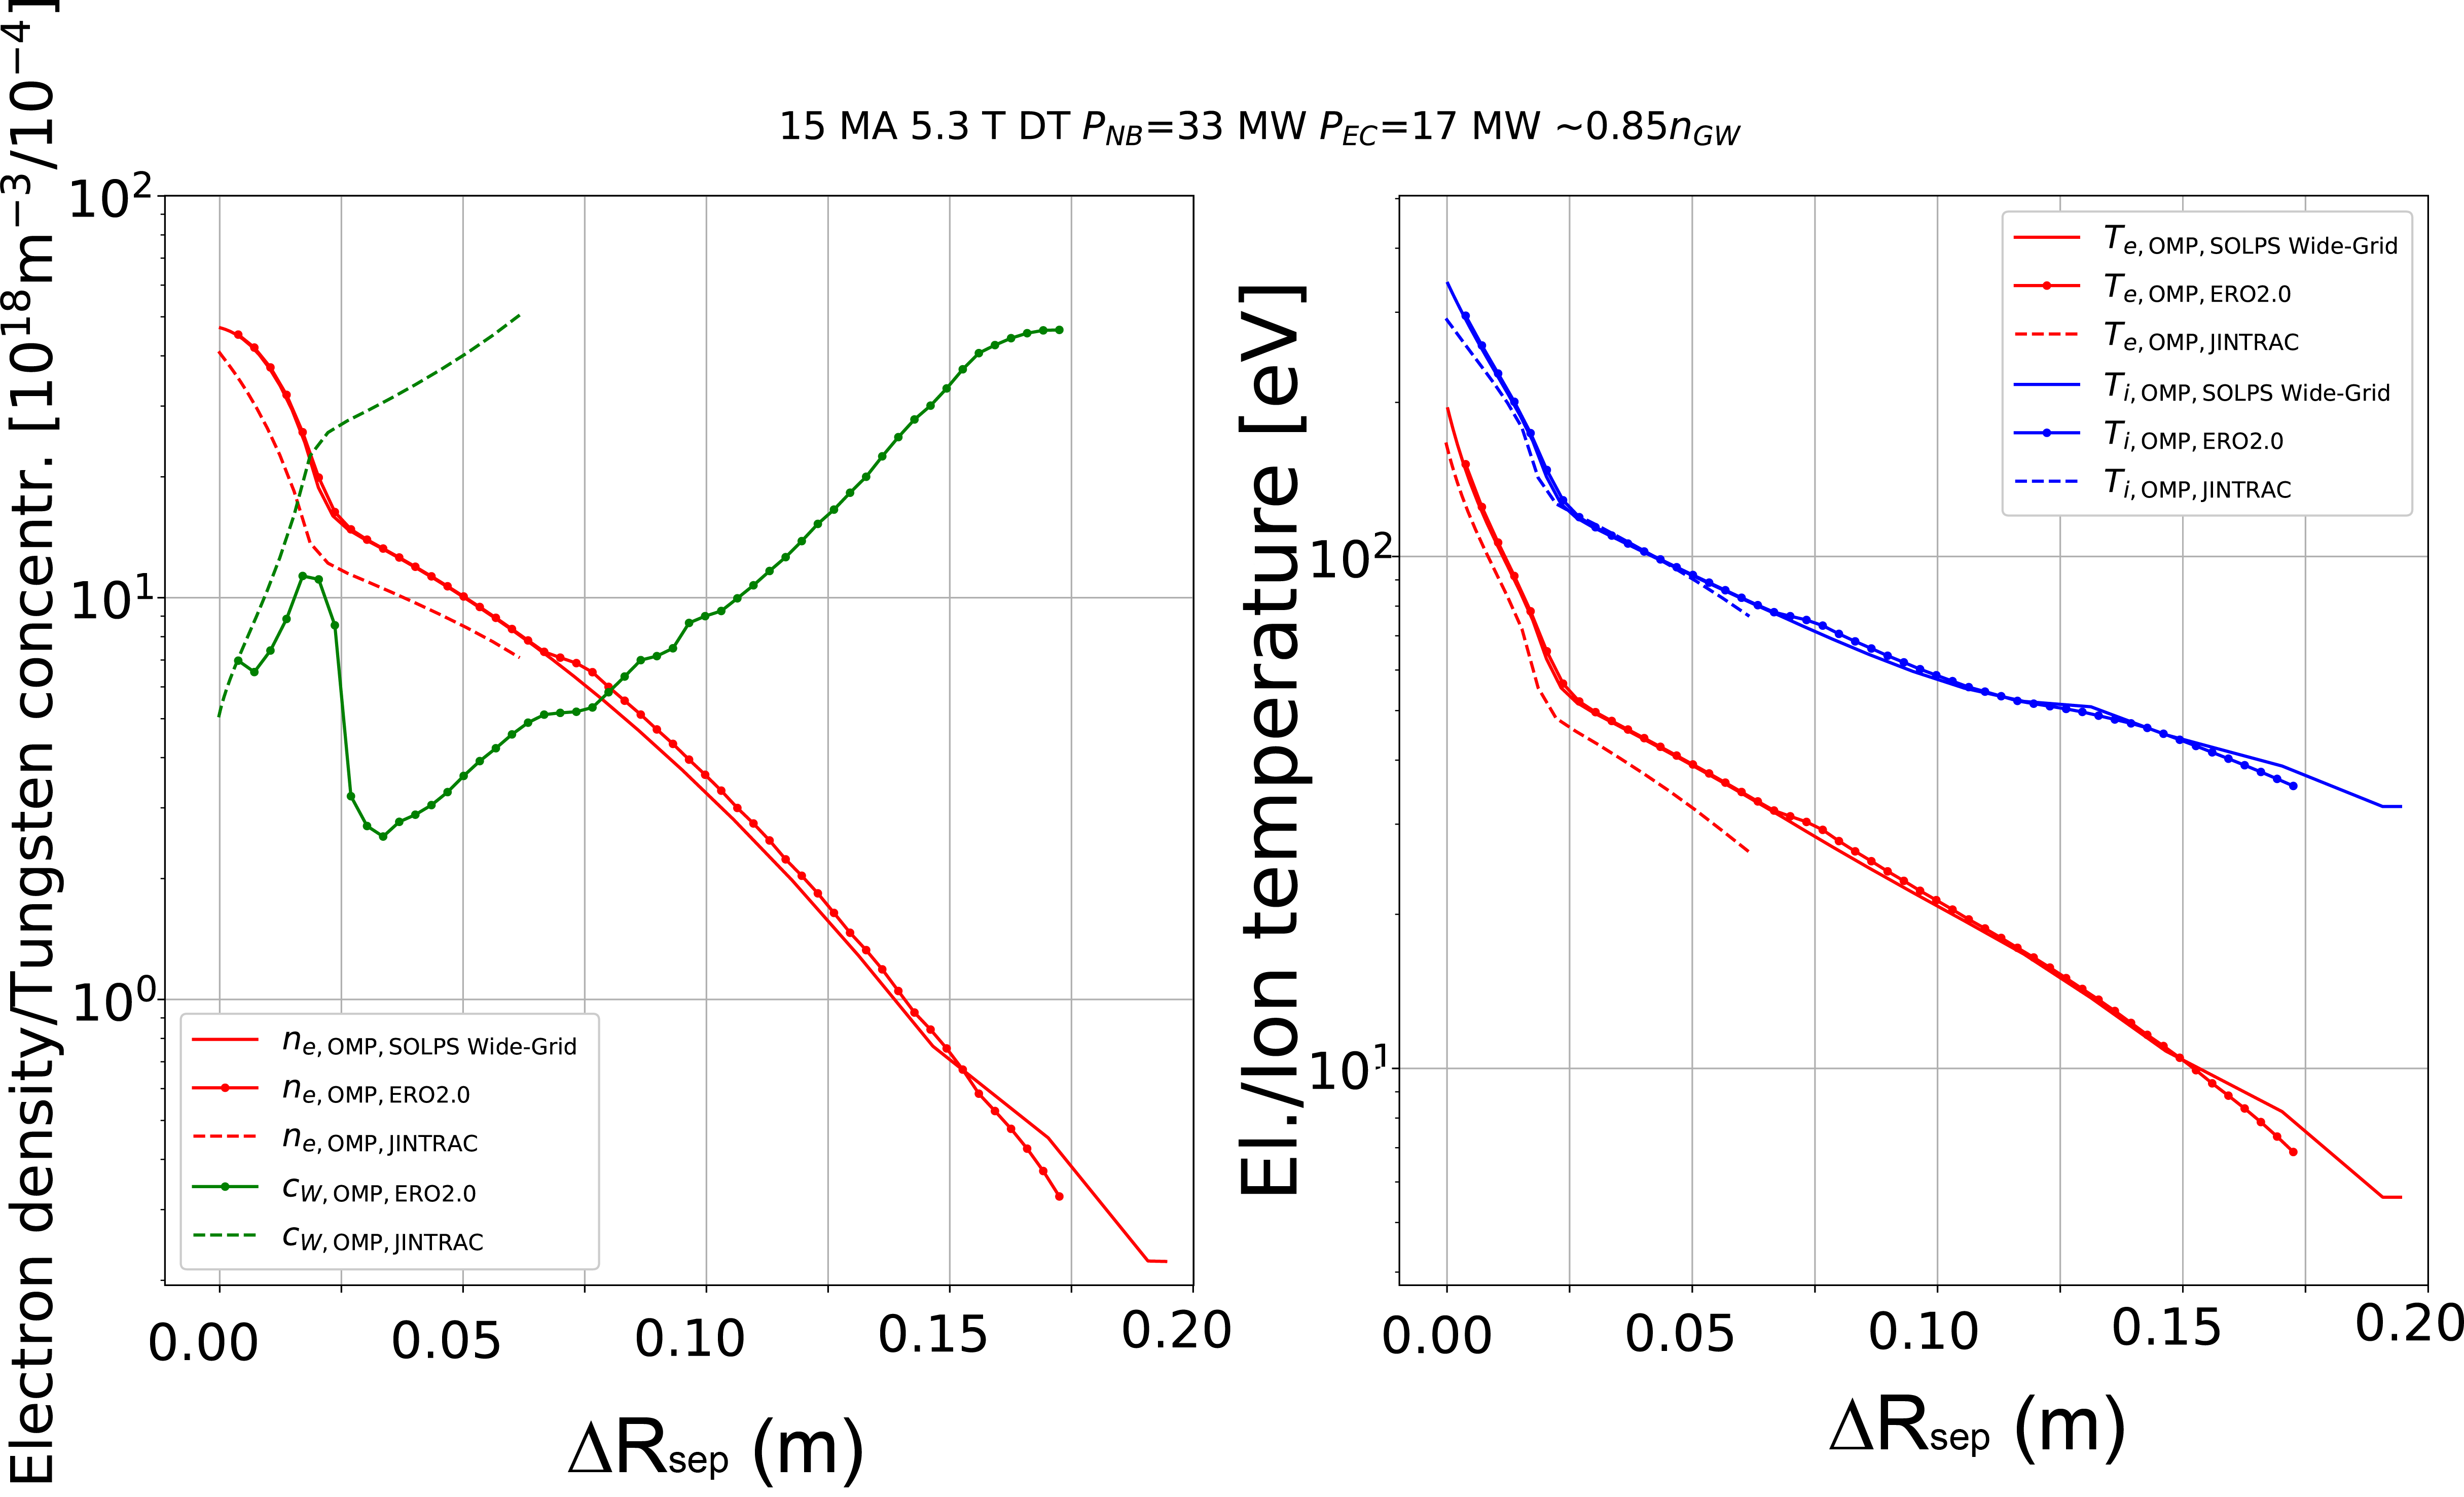 15 MA 5.3 T DT P_NB=33 MW P_EC=17 MW ~0.85n_GW
Electron density/Tungsten concentr. [10^18 m^−3/10^−4]
10^2
10^1
10^0
n_e, OMP, SOLPS Wide-Grid
n_e, OMP, ERO2.0
n_e, OMP, JINTRAC
c_W, OMP, ERO2.0
c_W, OMP, JINTRAC
0.00 0.05 0.10 0.15 0.20
ΔR_sep (m)
El./Ion temperature [eV]
10^2
10^1
T_e, OMP, SOLPS Wide-Grid
T_e, OMP, ERO2.0
T_e, OMP, JINTRAC
T_i, OMP, SOLPS Wide-Grid
T_i, OMP, ERO2.0
T_i, OMP, JINTRAC
0.00 0.05 0.10 0.15 0.20
ΔR_sep (m)